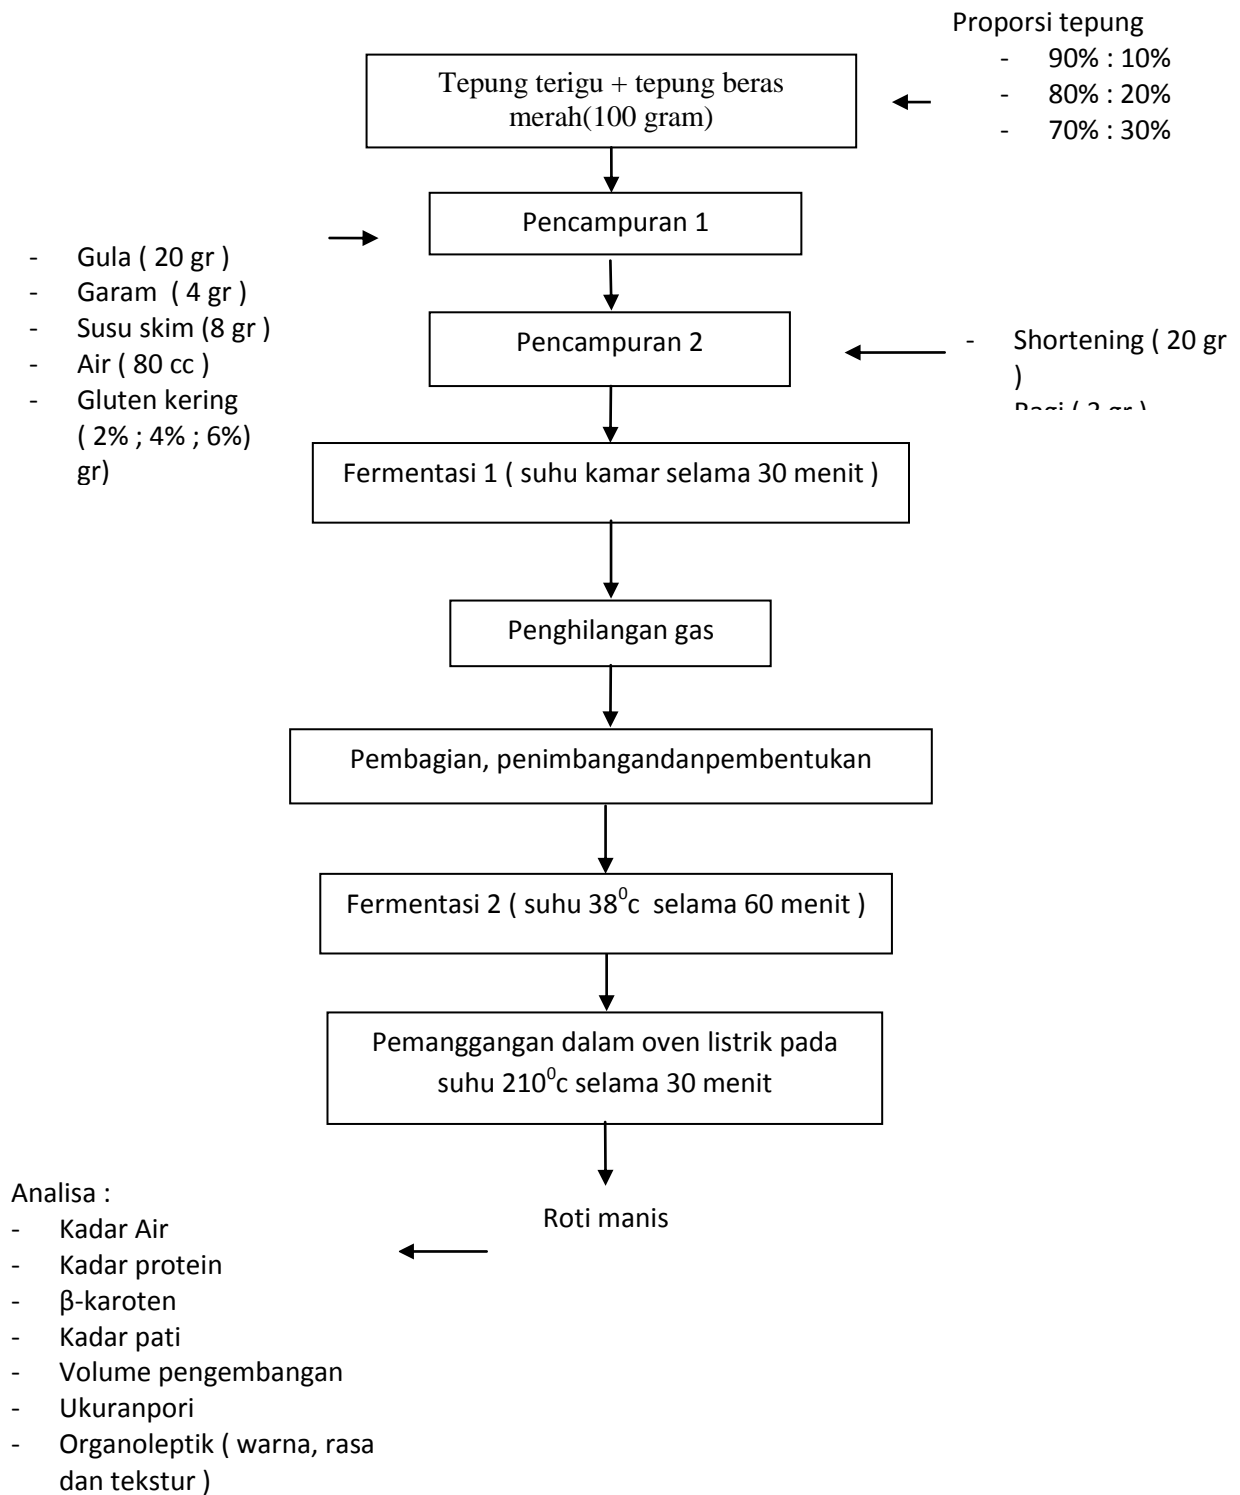 Proporsi tepung
- 90% : 10%
- 80% : 20%
- 70% : 30%
Tepung terigu + tepung beras
merah(100 gram)
Pencampuran 1
- Gula ( 20 gr )
- Garam ( 4 gr )
- Susu skim (8 gr )
- Air ( 80 cc )
- Gluten kering
( 2% ; 4% ; 6%)
gr)
Pencampuran 2
- Shortening ( 20 gr
)
Fermentasi 1 ( suhu kamar selama 30 menit )
Penghilangan gas
Pembagian, penimbangandanpembentukan
Fermentasi 2 ( suhu 38⁰c selama 60 menit )
Pemanggangan dalam oven listrik pada
suhu 210⁰c selama 30 menit
Roti manis
Analisa :
- Kadar Air
- Kadar protein
- β-karoten
- Kadar pati
- Volume pengembangan
- Ukuranpori
- Organoleptik ( warna, rasa
dan tekstur )